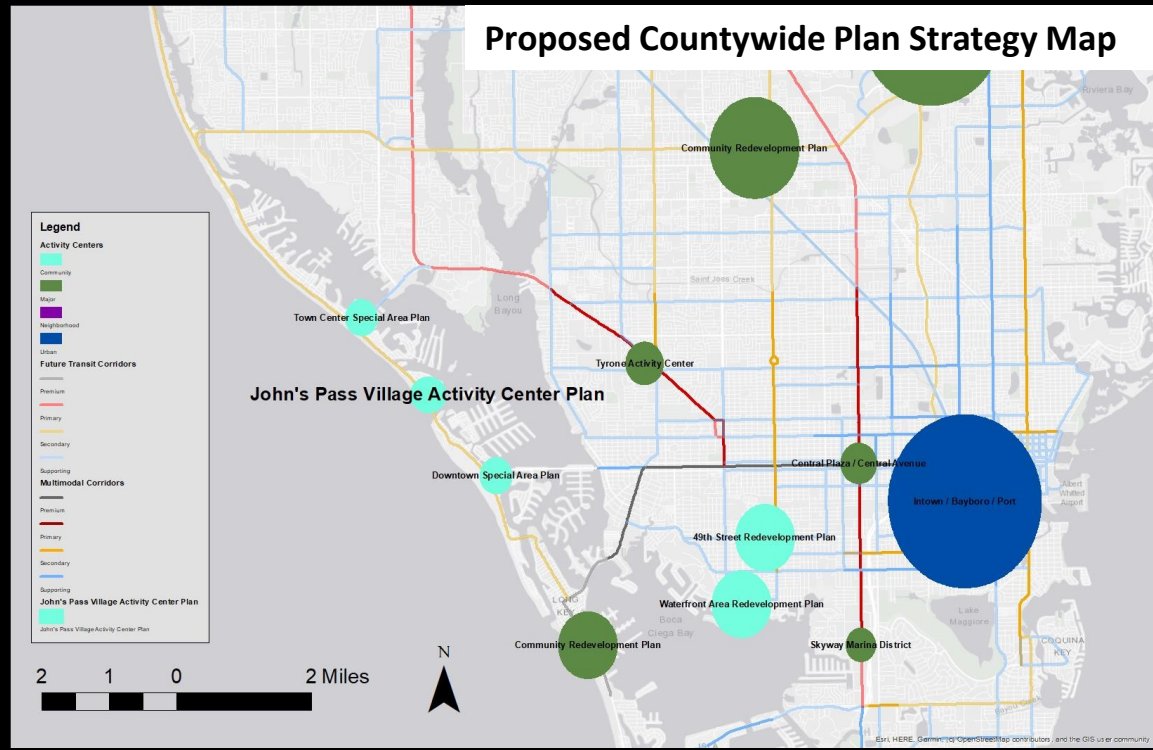 Proposed Countywide Plan Strategy Map
Riviera Bay
Community Redevelopment Plan
Legend
Activity Centers
Community
Major
Neighborhood
Urban
Future Transit Corridors
Premium
Primary
Secondary
Supporting
Multimodal Corridors
Premium
Primary
Secondary
Supporting
John's Pass Village Activity Center Plan
John's Pass Village Activity Center Plan
Saint Joes Creek
Long
Bayou
Town Center Special Area Plan
Tyrone Activity Center
John's Pass Village Activity Center Plan
Central Plaza / Central Avenue
Downtown Special Area Plan
Albert
Whitted
Airport
Intown / Bayboro / Port
49th Street Redevelopment Plan
LONG
KEY
Waterfront Area Redevelopment Plan
Boca
Ciega Bay
Lake
Maggiore
Community Redevelopment Plan
Skyway Marina District
COQUINA
KEY
N
2 1 0 2 Miles
Esri, HERE, Garmin, (c) OpenStreetMap contributors, and the GIS user community